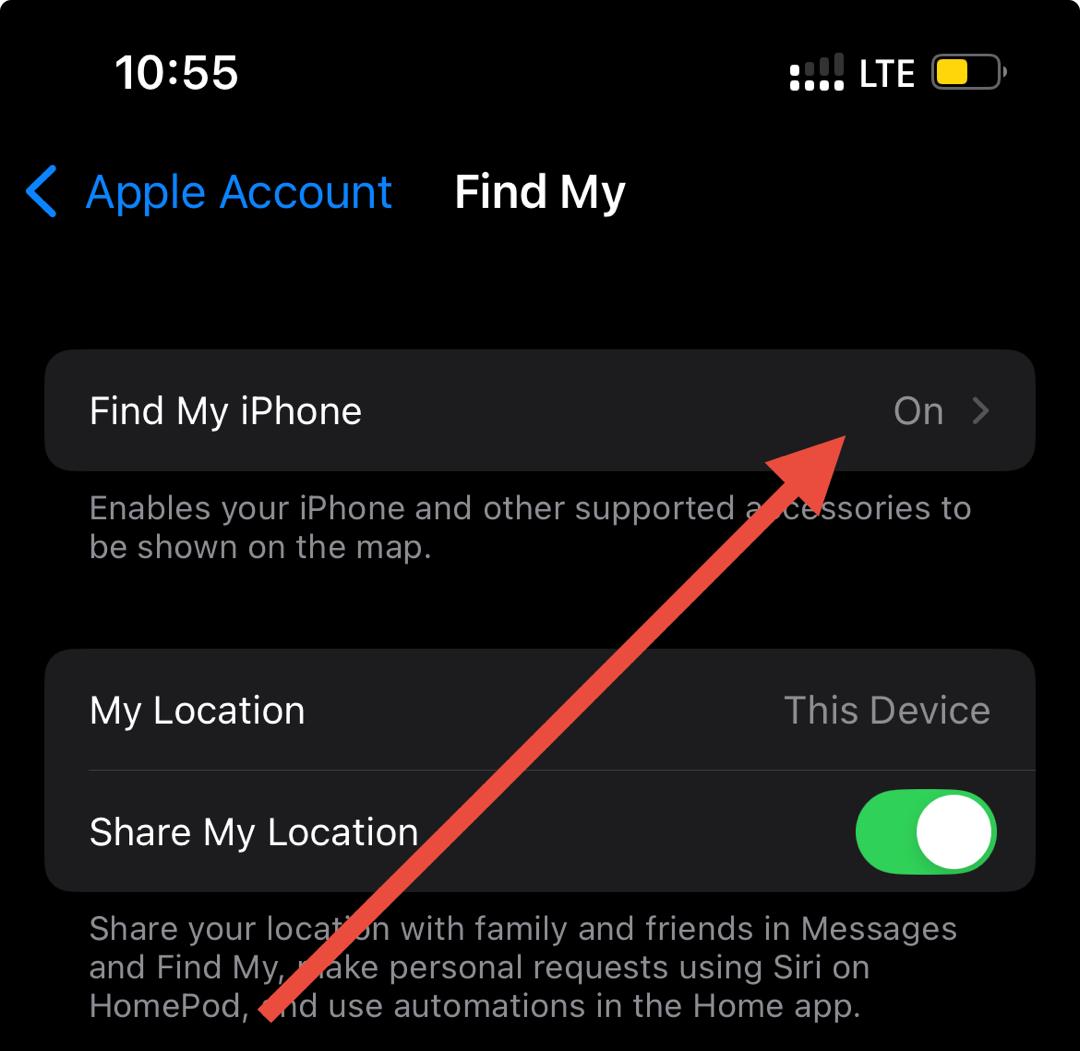 10:55 LTE
Apple Account Find My
Find My iPhone On
Enables your iPhone and other supported accessories to
be shown on the map.
My Location This Device
Share My Location
Share your location with family and friends in Messages
and Find My, make personal requests using Siri on
HomePod, and use automations in the Home app.